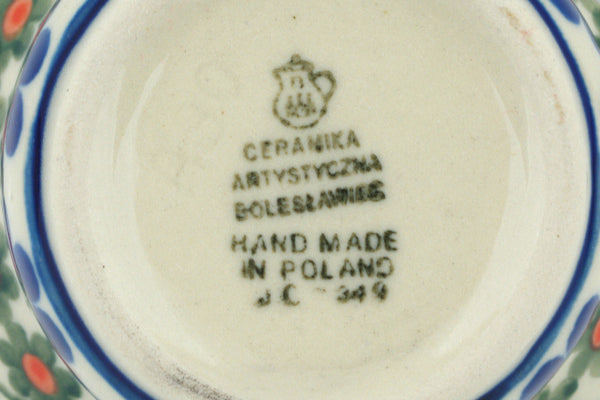 CERAMIKA
ARTYSTYCZNA
BOLESŁAWIEC
HAND MADE
IN POLAND